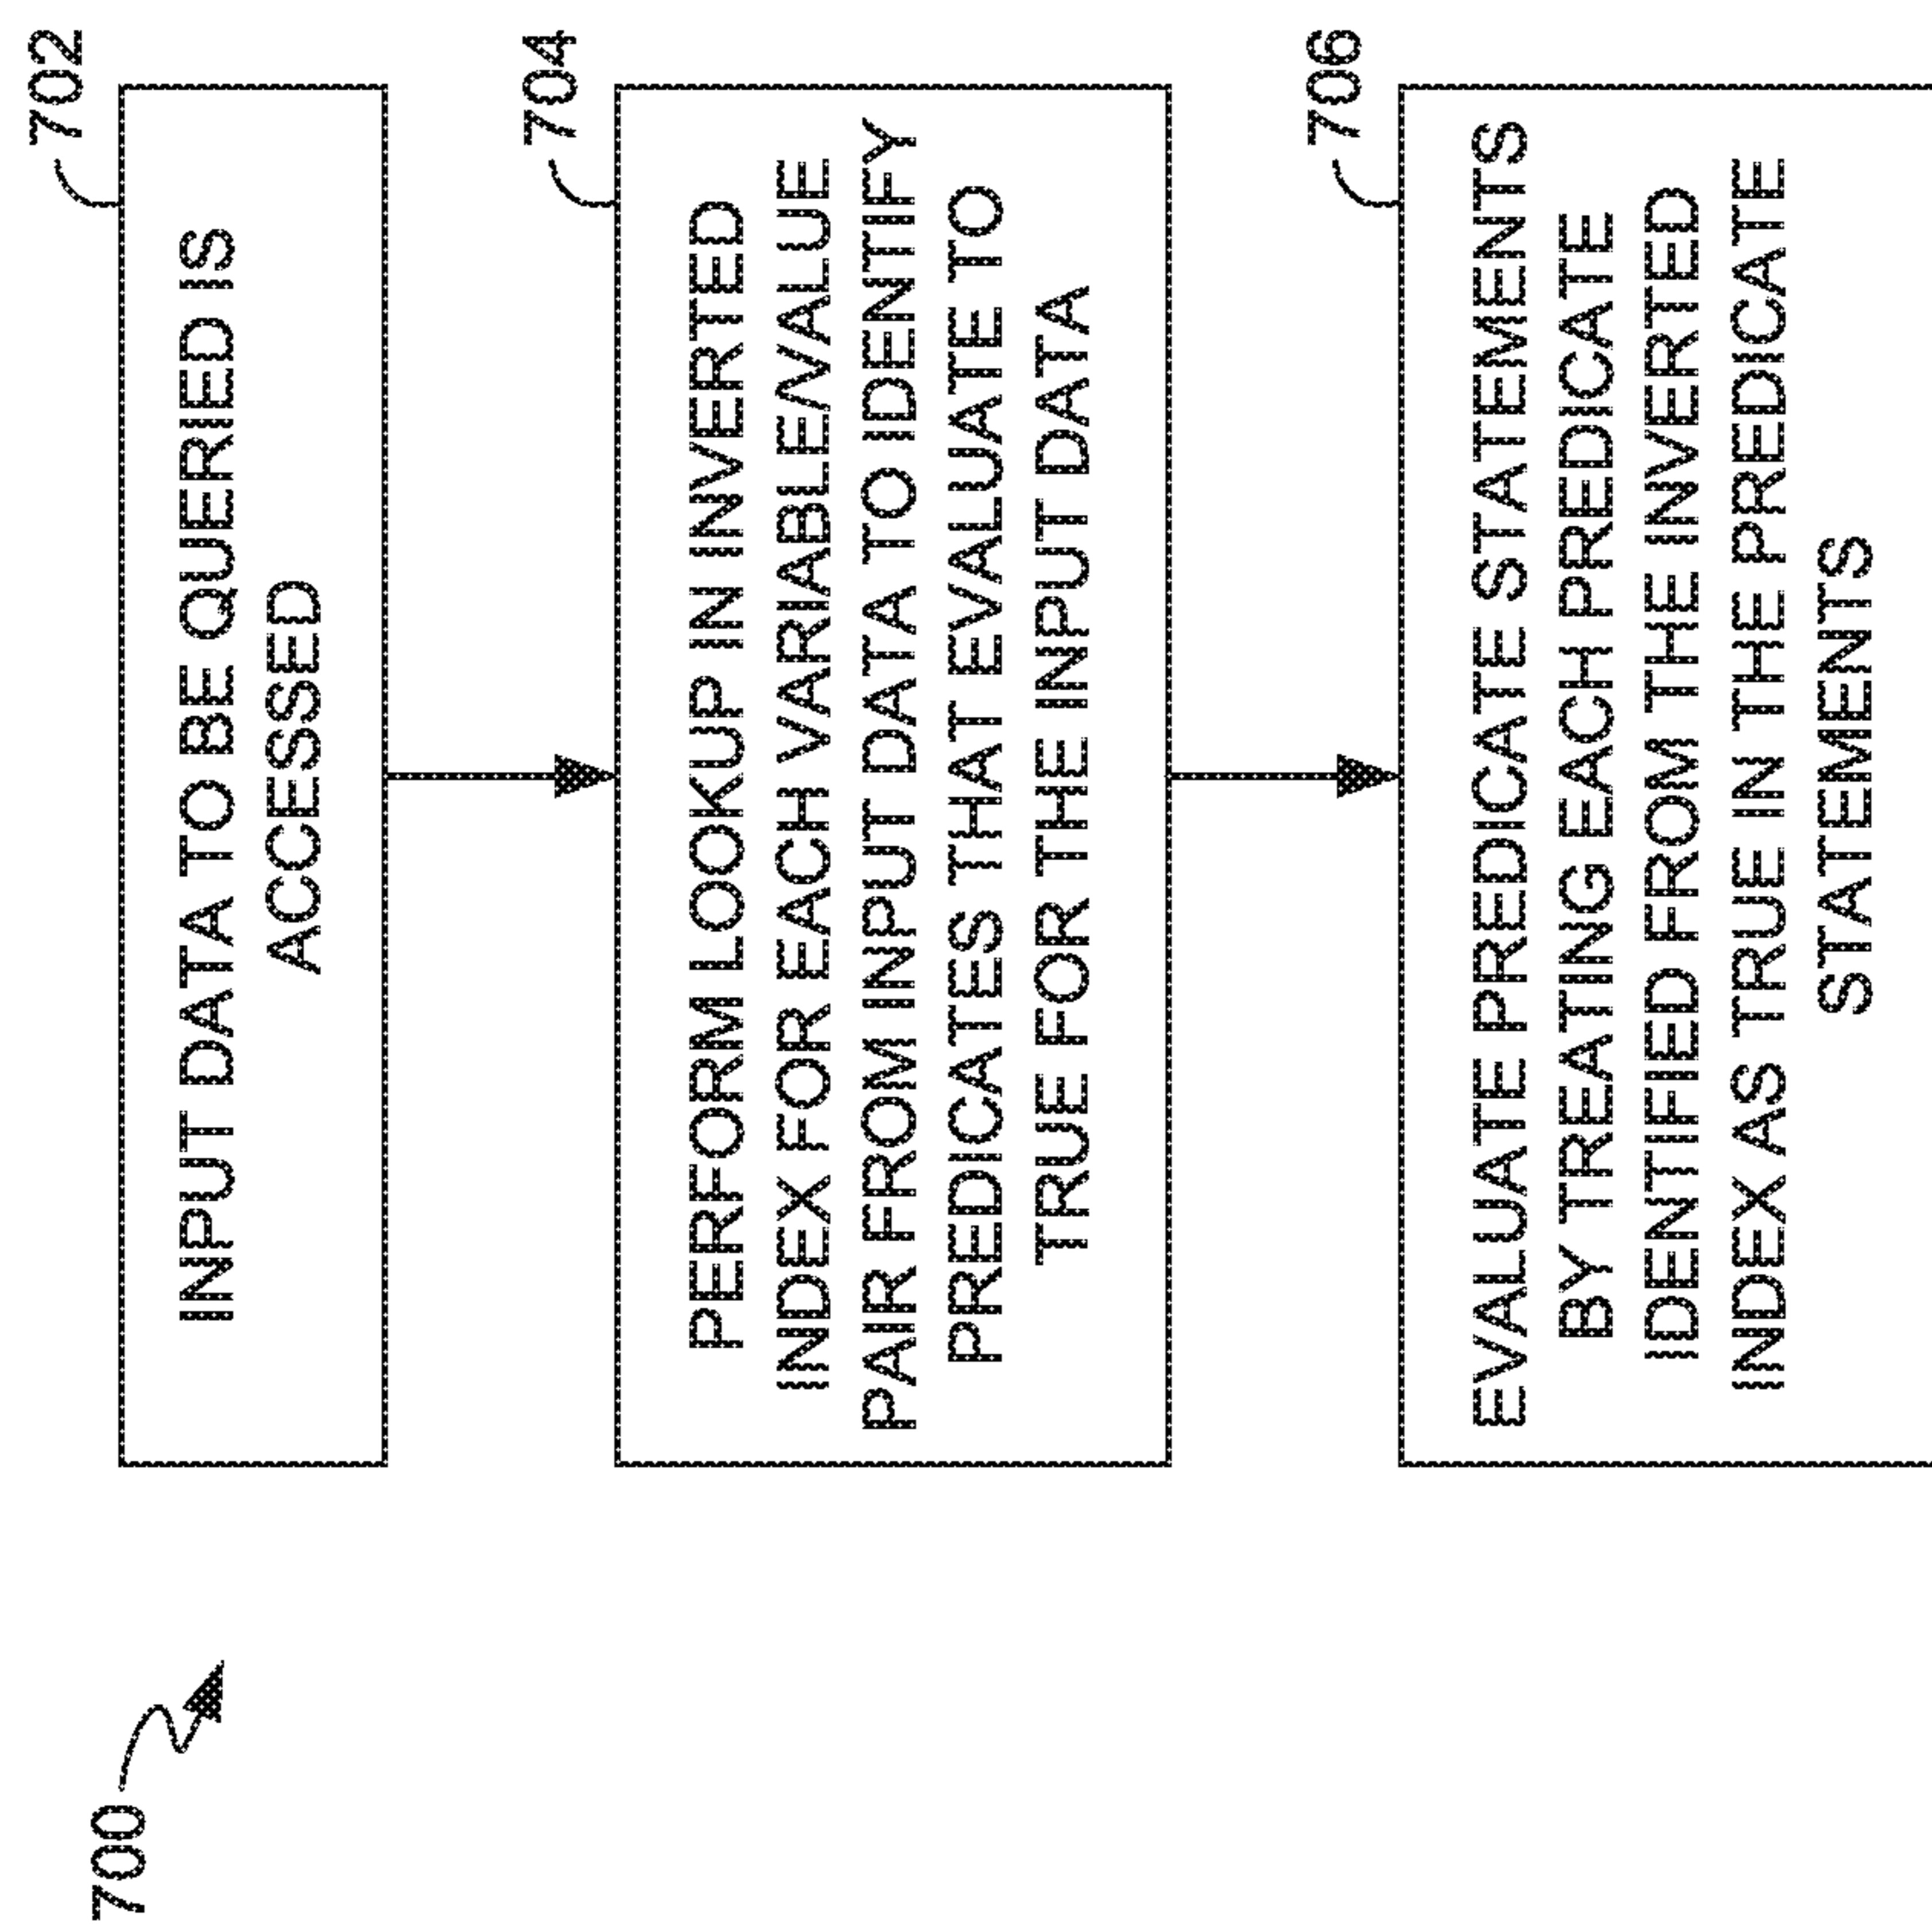 700
702
INPUT DATA TO BE QUERIED IS
ACCESSED
704
PERFORM LOOKUP IN INVERTED
INDEX FOR EACH VARIABLE/VALUE
PAIR FROM INPUT DATA TO IDENTIFY
PREDICATES THAT EVALUATE TO
TRUE FOR THE INPUT DATA
706
EVALUATE PREDICATE STATEMENTS
BY TREATING EACH PREDICATE
IDENTIFIED FROM THE INVERTED
INDEX AS TRUE IN THE PREDICATE
STATEMENTS